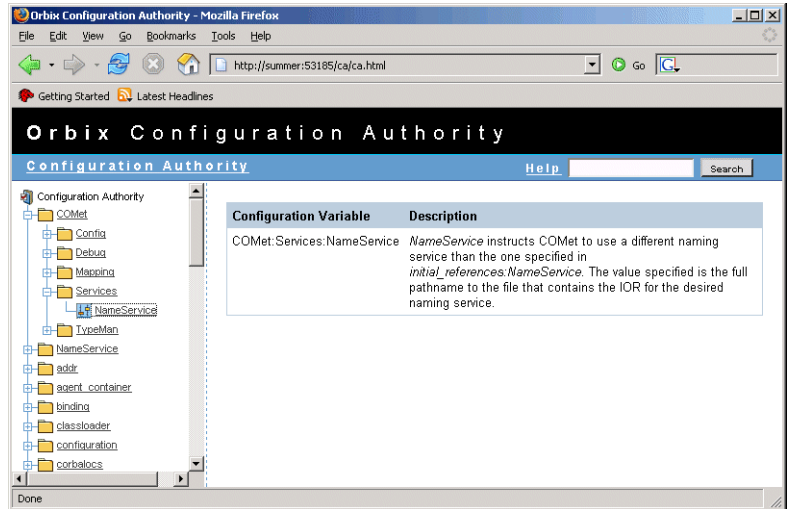 Orbix Configuration Authority - Mozilla Firefox
File Edit View Go Bookmarks Tools Help
http://summer:53185/ca/ca.html Go G
Getting Started Latest Headlines
Orbix Configuration Authority
Configuration Authority Help Search
Configuration Authority
COMet
Config
Debug
Mapping
Services
NameService
TypeMan
NameService
addr
agent_container
binding
classloader
configuration
corbalocs
Configuration Variable Description
COMet:Services:NameService NameService instructs COMet to use a different naming
service than the one specified in
initial_references:NameService. The value specified is the full
pathname to the file that contains the IOR for the desired
naming service.
Done